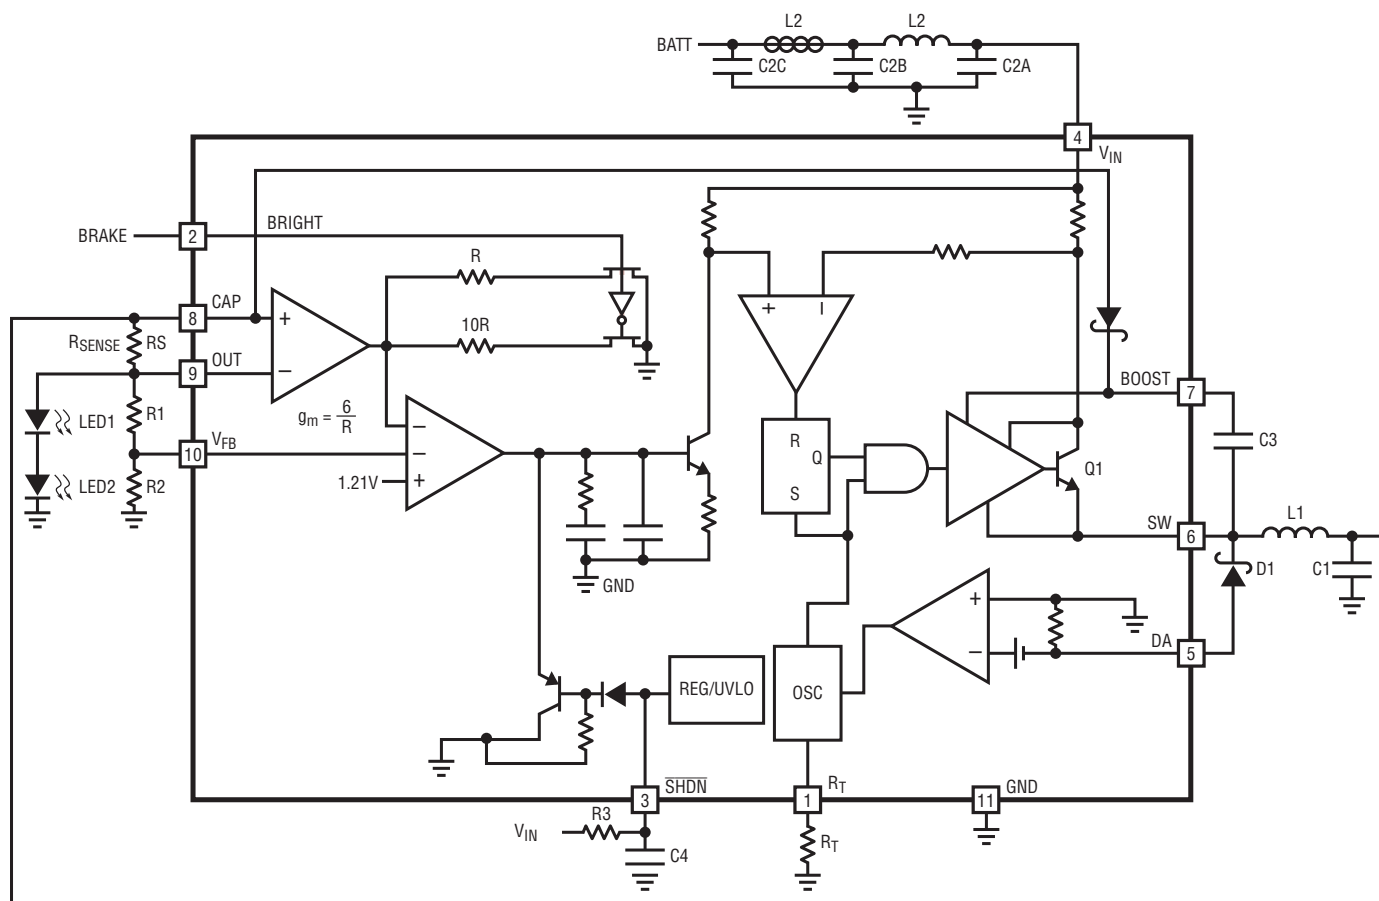 L2
L2
BATT
C2C
C2B
C2A
4
VIN
BRAKE
2
BRIGHT
R
8
CAP
+
RSENSE
RS
10R
+
–
9
OUT
–
BOOST
7
LED1
R1
gm = 6/R
–
R
Q
C3
10
VFB
–
Q1
LED2
R2
1.21V
+
S
SW
6
L1
GND
D1
C1
+
–
DA
5
REG/UVLO
OSC
3
SHDN
1
RT
11
GND
VIN
R3
C4
RT